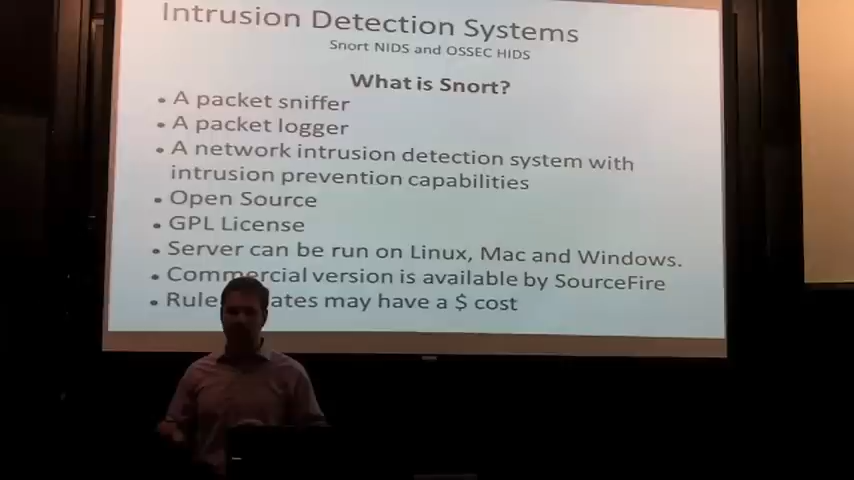 Intrusion Detection Systems
Snort NIDS and OSSEC HIDS
What is Snort?
• A packet sniffer
• A packet logger
• A network intrusion detection system with
intrusion prevention capabilities
• Open Source
• GPL License
• Server can be run on Linux, Mac and Windows.
• Commercial version is available by SourceFire
• Rule ates may have a $ cost